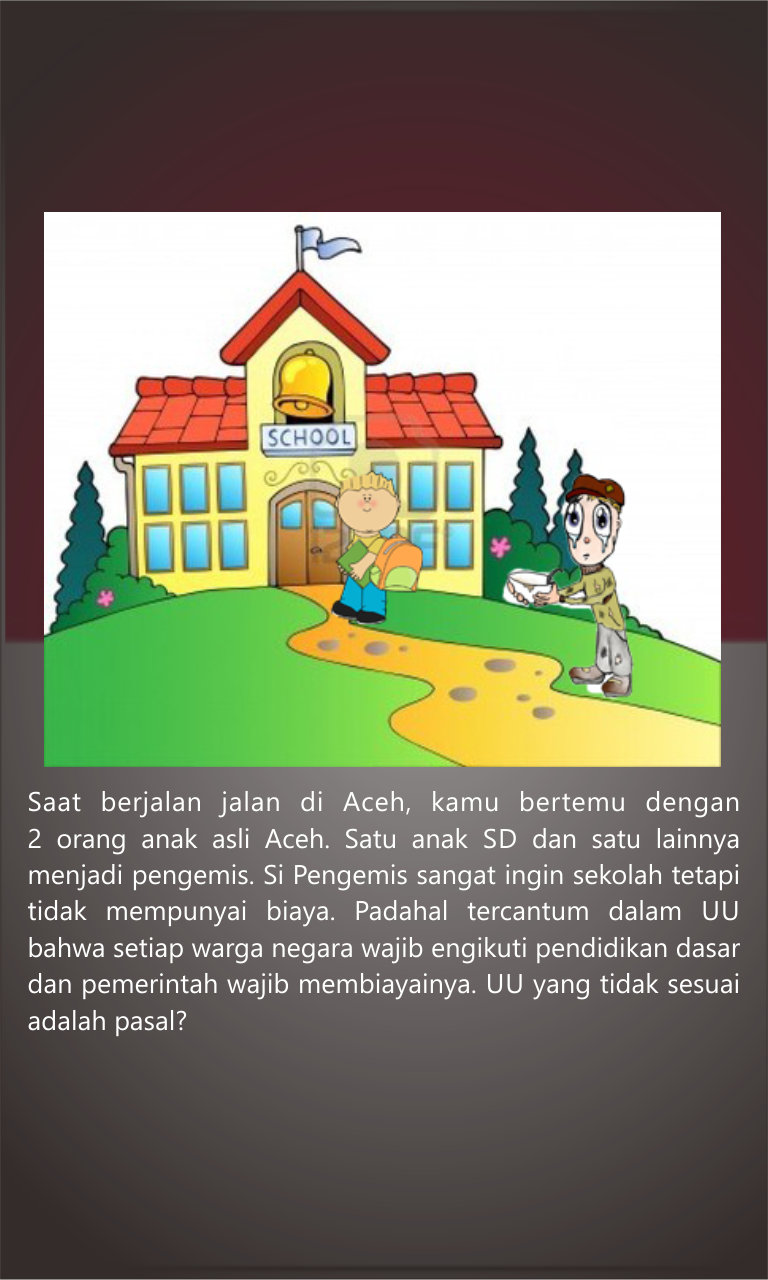 SCHOOL
Saat berjalan jalan di Aceh, kamu bertemu dengan
2 orang anak asli Aceh. Satu anak SD dan satu lainnya
menjadi pengemis. Si Pengemis sangat ingin sekolah tetapi
tidak mempunyai biaya. Padahal tercantum dalam UU
bahwa setiap warga negara wajib engikuti pendidikan dasar
dan pemerintah wajib membiayainya. UU yang tidak sesuai
adalah pasal?